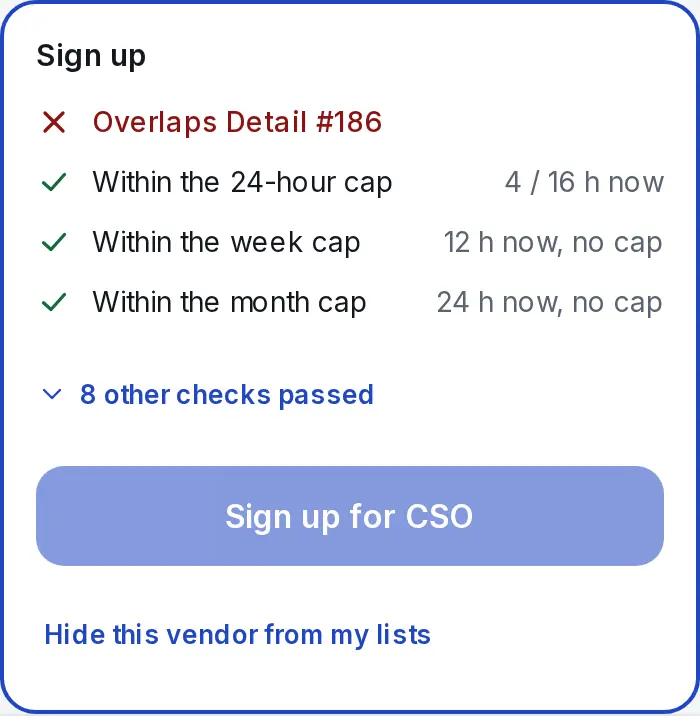 Sign up
Overlaps Detail #186
Within the 24-hour cap 4 / 16 h now
Within the week cap 12 h now, no cap
Within the month cap 24 h now, no cap
8 other checks passed
Sign up for CSO
Hide this vendor from my lists